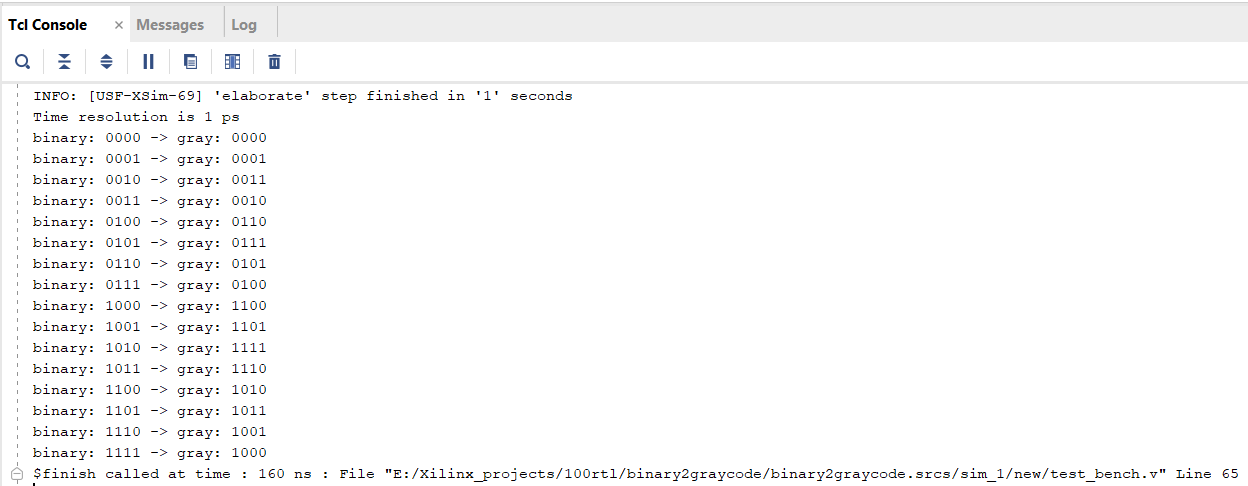 Tcl Console × Messages Log
INFO: [USF-XSim-69] 'elaborate' step finished in '1' seconds
Time resolution is 1 ps
binary: 0000 -> gray: 0000
binary: 0001 -> gray: 0001
binary: 0010 -> gray: 0011
binary: 0011 -> gray: 0010
binary: 0100 -> gray: 0110
binary: 0101 -> gray: 0111
binary: 0110 -> gray: 0101
binary: 0111 -> gray: 0100
binary: 1000 -> gray: 1100
binary: 1001 -> gray: 1101
binary: 1010 -> gray: 1111
binary: 1011 -> gray: 1110
binary: 1100 -> gray: 1010
binary: 1101 -> gray: 1011
binary: 1110 -> gray: 1001
binary: 1111 -> gray: 1000
$finish called at time : 160 ns : File "E:/Xilinx_projects/100rtl/binary2graycode/binary2graycode.srcs/sim_1/new/test_bench.v" Line 65